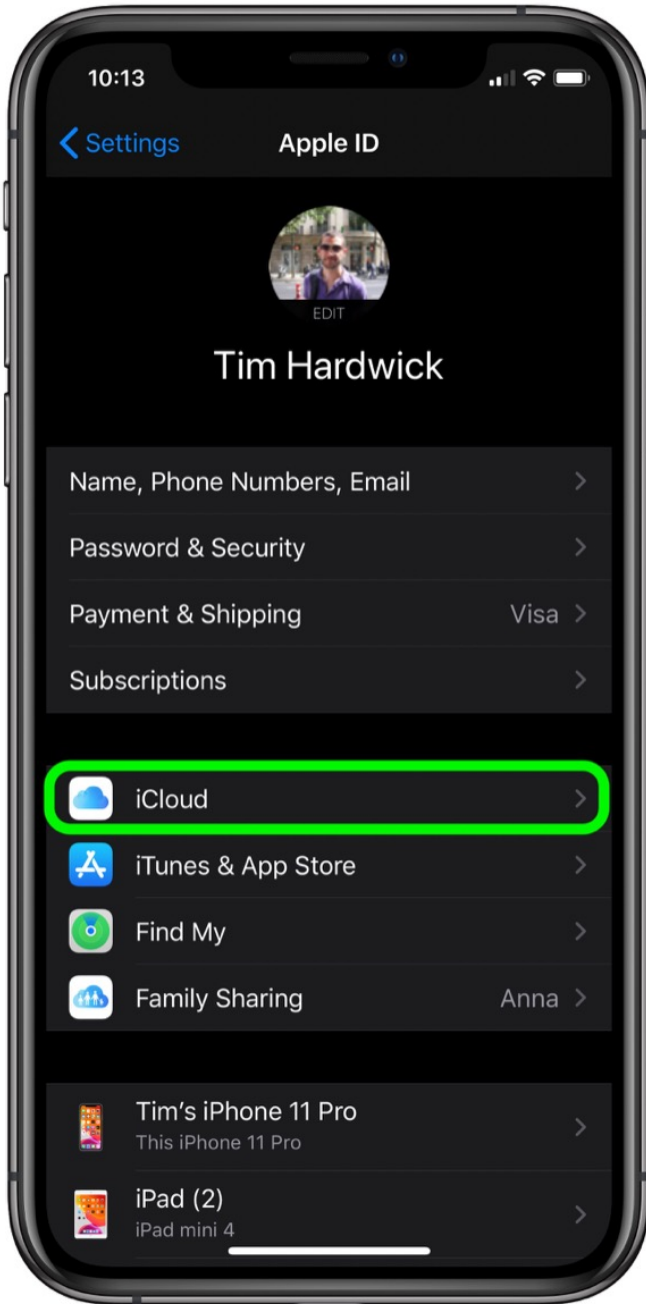 10:13
Settings
Apple ID
EDIT
Tim Hardwick
Name, Phone Numbers, Email
Password & Security
Payment & Shipping Visa
Subscriptions
iCloud
iTunes & App Store
Find My
Family Sharing Anna
Tim’s iPhone 11 Pro
This iPhone 11 Pro
iPad (2)
iPad mini 4